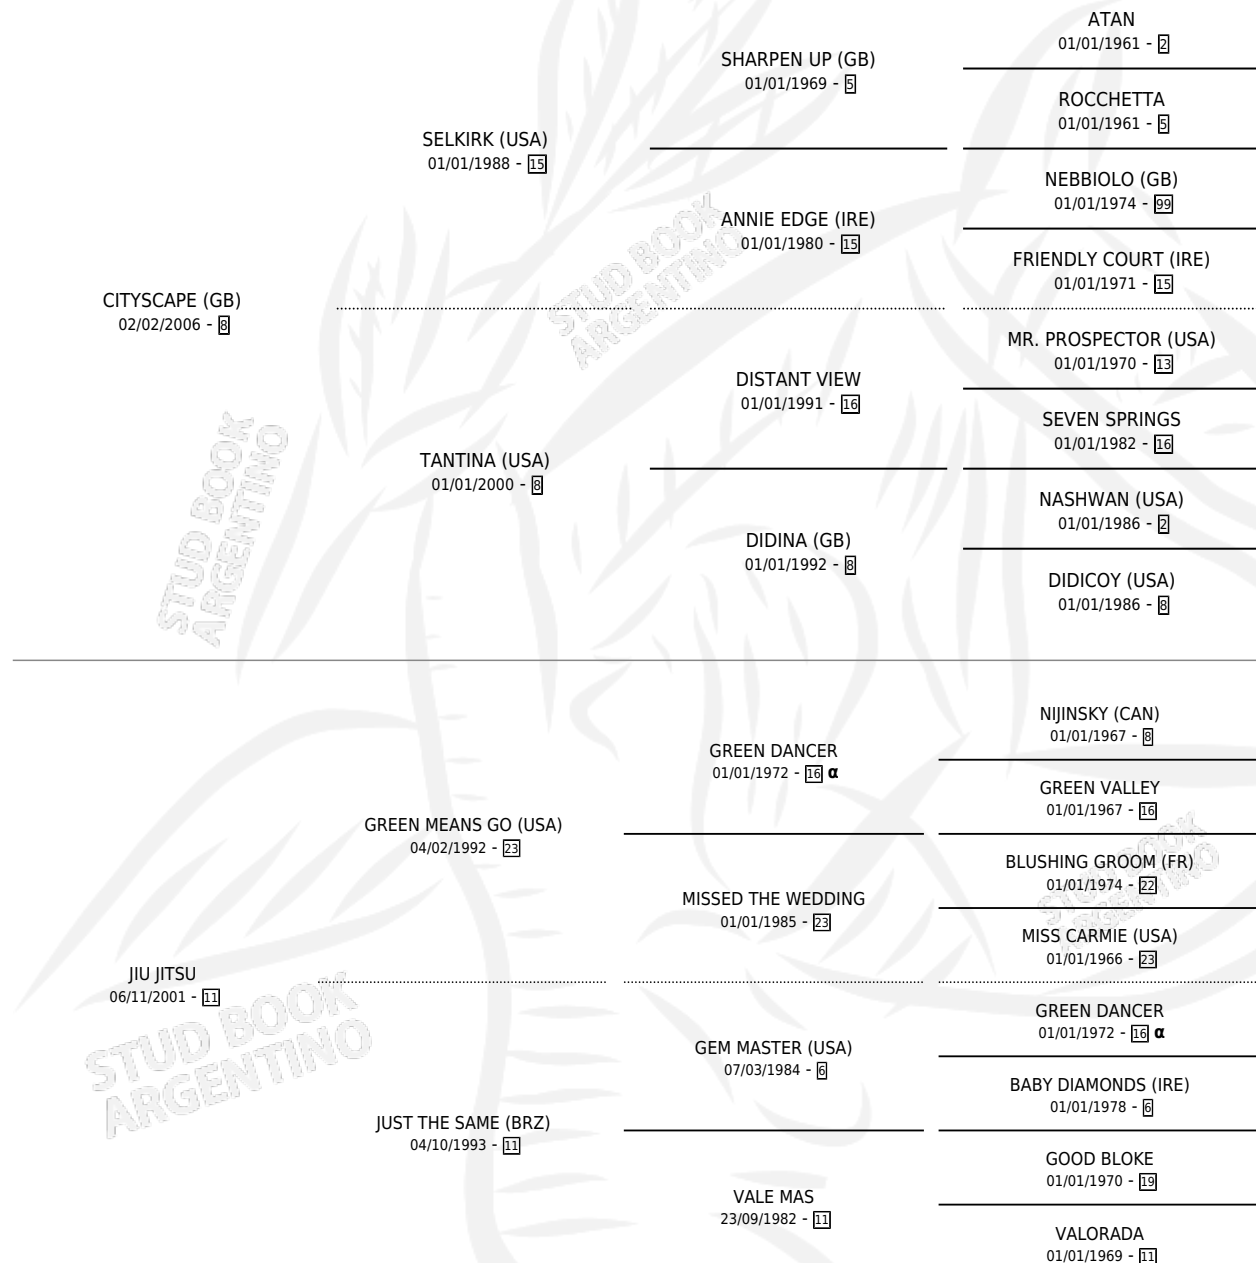 ATAN
01/01/1961 - 2
SHARPEN UP (GB)
01/01/1969 - 5
ROCCHETTA
01/01/1961 - 5
SELKIRK (USA)
01/01/1988 - 15
NEBBIOLO (GB)
01/01/1974 - 99
ANNIE EDGE (IRE)
01/01/1980 - 15
FRIENDLY COURT (IRE)
01/01/1971 - 15
STUD BOOK
ARGENTINO
CITYSCAPE (GB)
02/02/2006 - 8
MR. PROSPECTOR (USA)
01/01/1970 - 13
DISTANT VIEW
01/01/1991 - 16
SEVEN SPRINGS
01/01/1982 - 16
TANTINA (USA)
01/01/2000 - 8
NASHWAN (USA)
01/01/1986 - 2
DIDINA (GB)
01/01/1992 - 8
DIDICOY (USA)
01/01/1986 - 8
STUD BOOK
ARGENTINO
NIJINSKY (CAN)
01/01/1967 - 8
GREEN DANCER
01/01/1972 - 16 α
GREEN VALLEY
01/01/1967 - 16
GREEN MEANS GO (USA)
04/02/1992 - 23
BLUSHING GROOM (FR)
01/01/1974 - 22
STUD BOOK
ARGENTINO
MISSED THE WEDDING
01/01/1985 - 23
MISS CARMIE (USA)
01/01/1966 - 23
JIU JITSU
06/11/2001 - 11
STUD BOOK
ARGENTINO
GREEN DANCER
01/01/1972 - 16 α
GEM MASTER (USA)
07/03/1984 - 6
BABY DIAMONDS (IRE)
01/01/1978 - 6
JUST THE SAME (BRZ)
04/10/1993 - 11
GOOD BLOKE
01/01/1970 - 19
VALE MAS
23/09/1982 - 11
VALORADA
01/01/1969 - 11